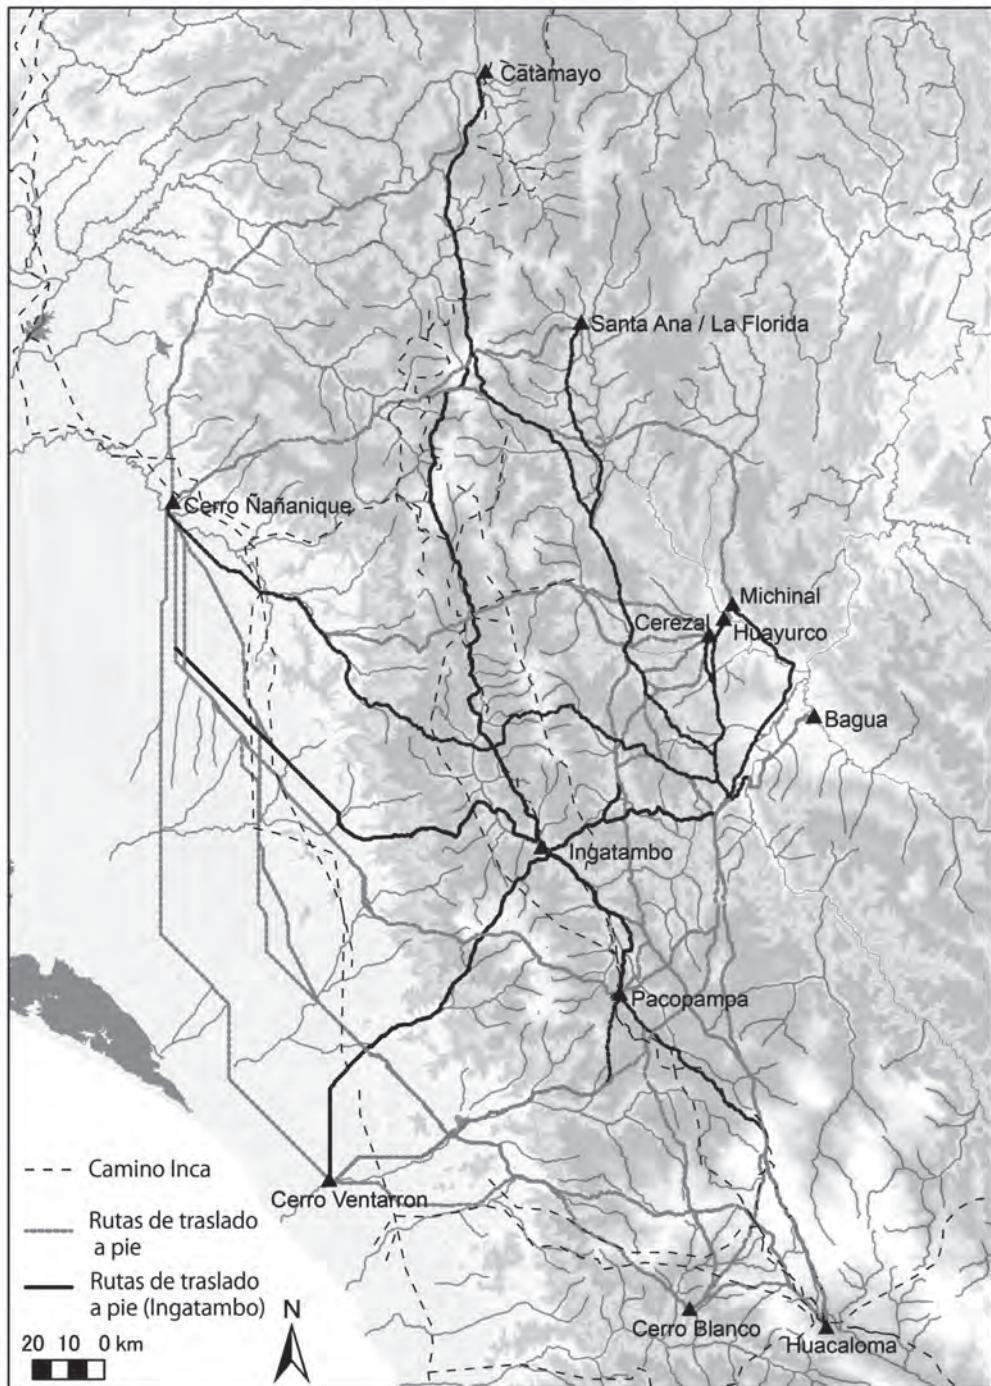 Catamayo
Santa Ana / La Florida
Cerro Ñañanique
Michinal
Cerezal
Huayurco
Bagua
Ingatambo
Pacopampa
Camino Inca
Cerro Ventarron
Rutas de traslado
a pie
Rutas de traslado
a pie (Ingatambo)
N
Cerro Blanco
Huacaloma
20 10 0 km